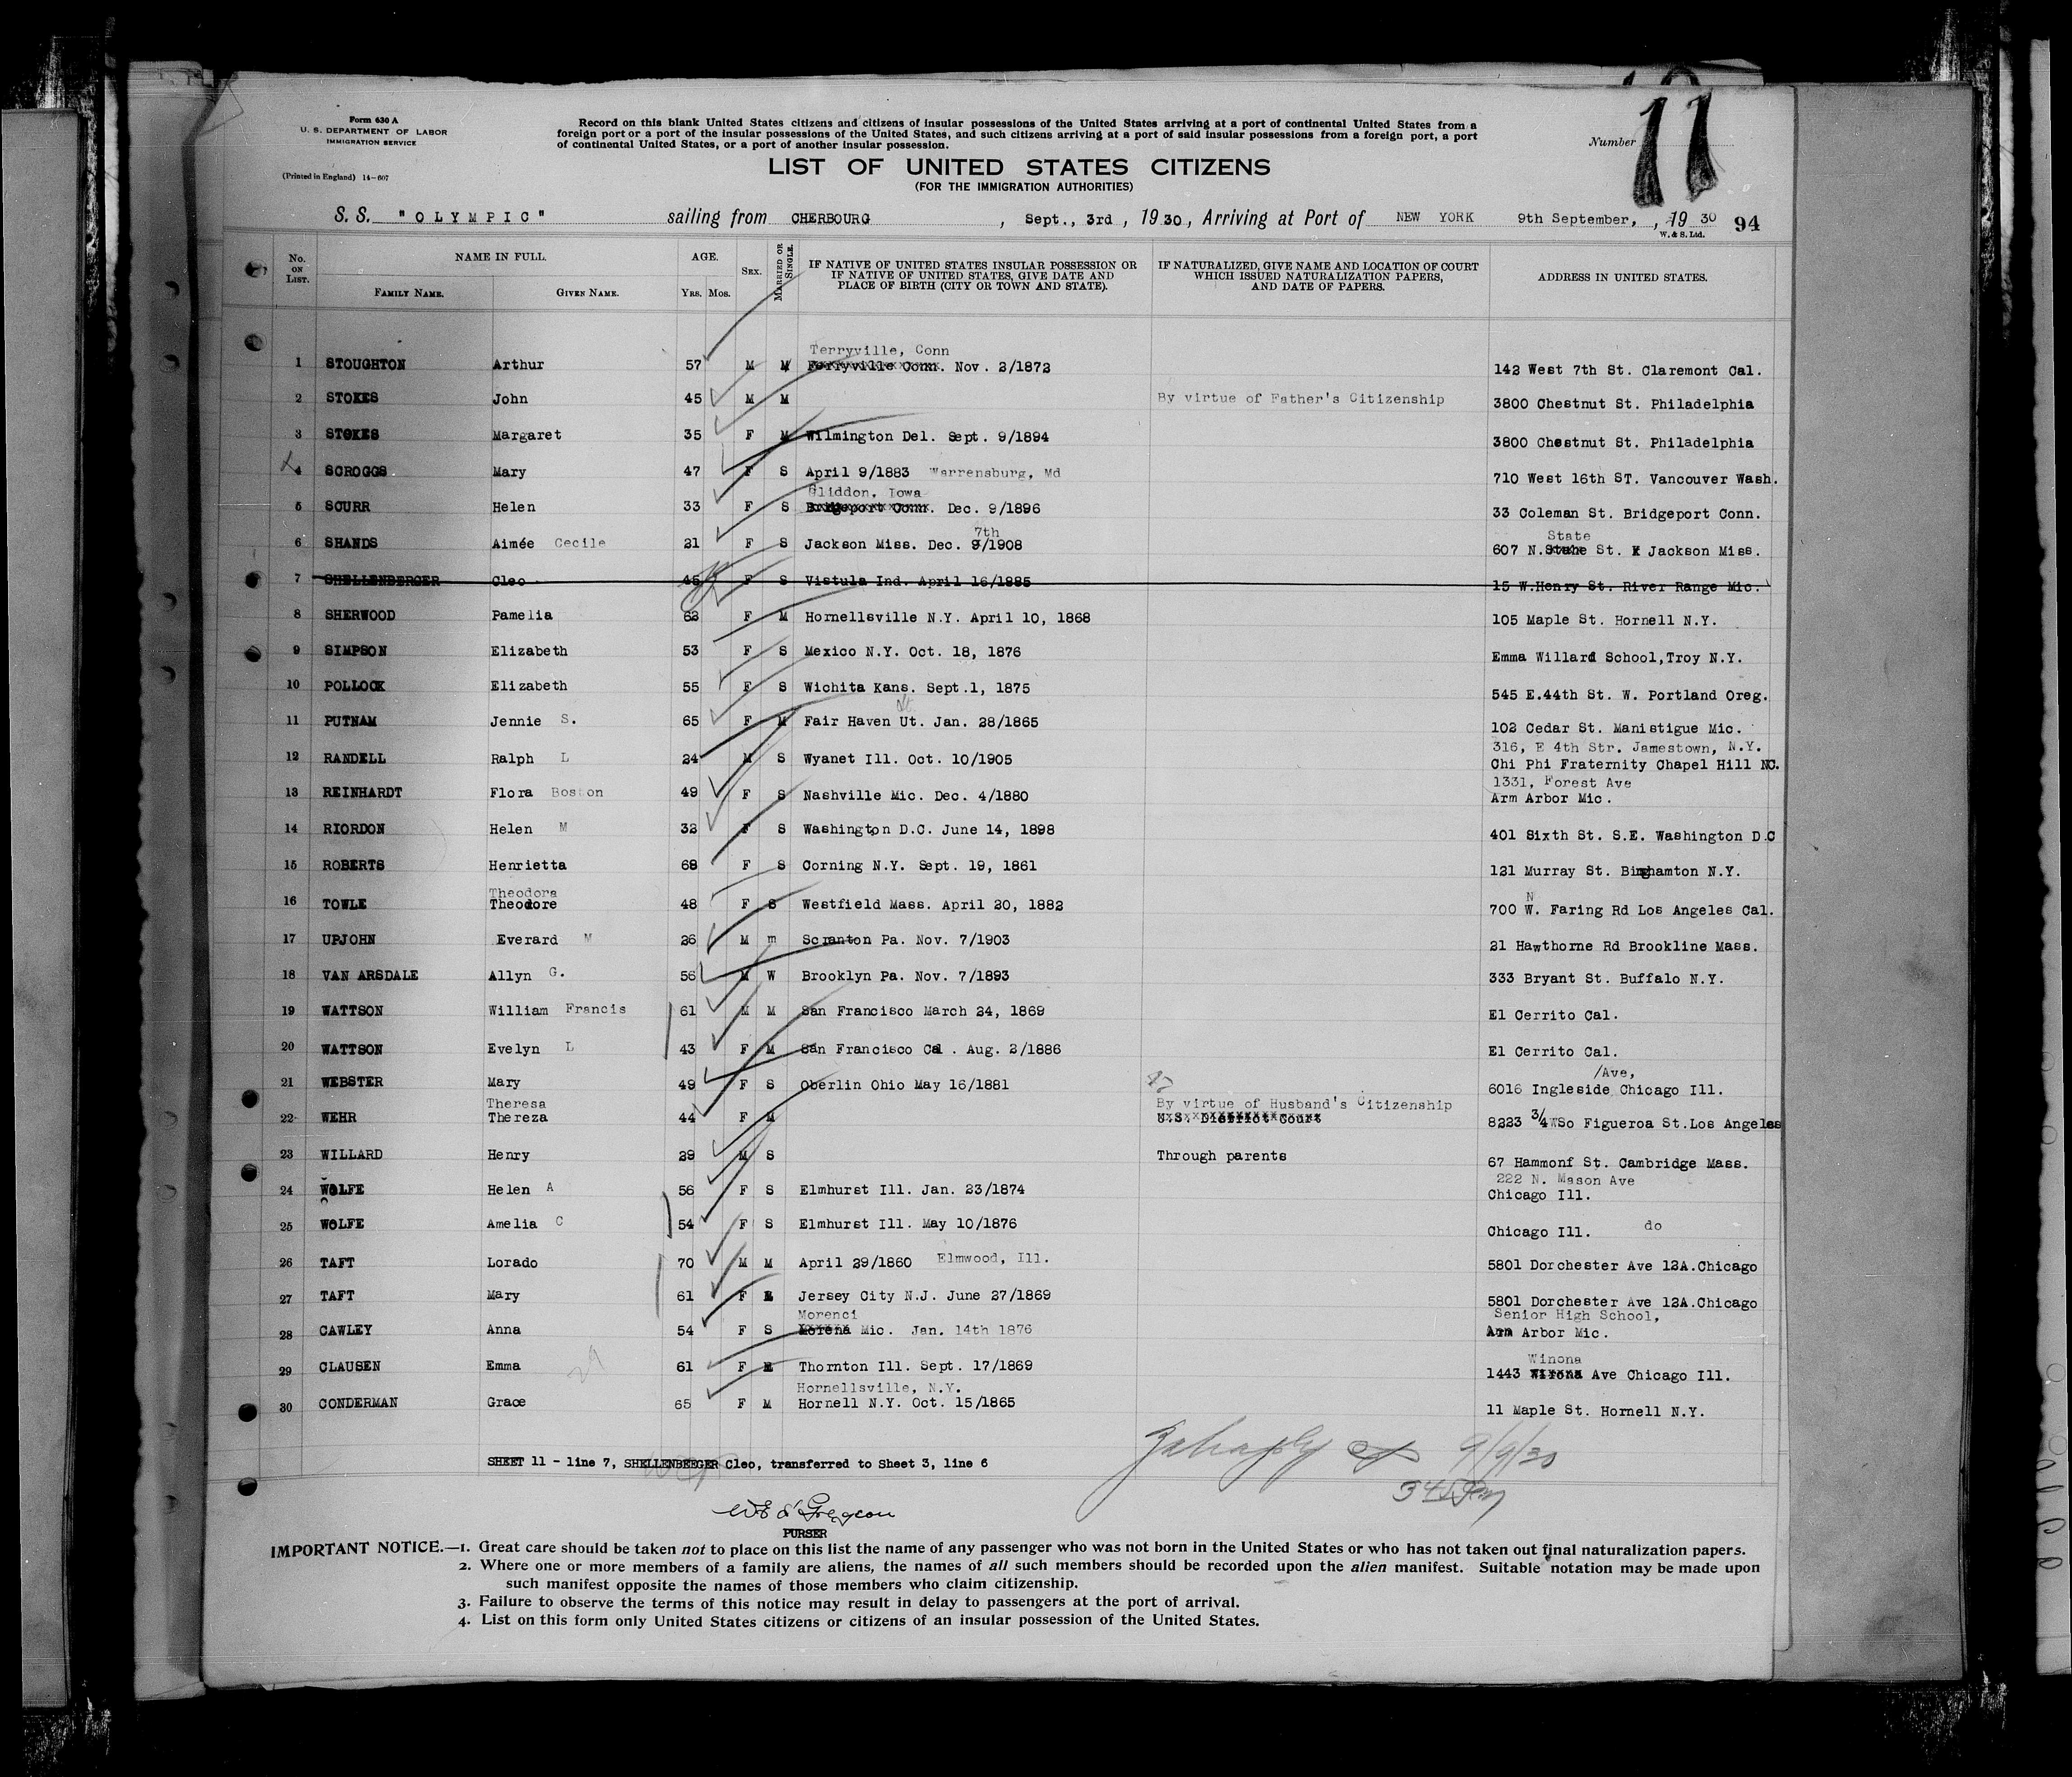 11
Form 630 A
U. S. DEPARTMENT OF LABOR
IMMIGRATION SERVICE
(Printed in England) 14-607
Record on this blank United States citizens and citizens of insular possessions of the United States arriving at a port of continental United States from a
foreign port or a port of the insular possessions of the United States, and such citizens arriving at a port of said insular possessions from a foreign port, a port
of continental United States, or a port of another insular possession.
Number
LIST OF UNITED STATES CITIZENS
(FOR THE IMMIGRATION AUTHORITIES)
S. S. "OLYMPIC" sailing from CHERBOURG, Sept., 3rd, 1930, Arriving at Port of NEW YORK 9th September, , 1930 94
W. & S. Ltd.
No. ON LIST. NAME IN FULL. AGE. SEX. MARRIED OR SINGLE. IF NATIVE OF UNITED STATES INSULAR POSSESSION OR IF NATIVE OF UNITED STATES, GIVE DATE AND PLACE OF BIRTH (CITY OR TOWN AND STATE). IF NATURALIZED, GIVE NAME AND LOCATION OF COURT WHICH ISSUED NATURALIZATION PAPERS, AND DATE OF PAPERS. ADDRESS IN UNITED STATES.
FAMILY NAME. GIVEN NAME. YRS. MOS.
Terryville, Conn
1 STOUGHTON Arthur 57 M M Ferryville Conn. Nov. 2/1872 142 West 7th St. Claremont Cal.
2 STOKES John 45 M M By virtue of Father's Citizenship 3800 Chestnut St. Philadelphia
3 STOKES Margaret 35 F M Wilmington Del. Sept. 9/1894 3800 Chestnut St. Philadelphia
4 SCROGGS Mary 47 F S April 9/1883 Warrensburg, Md 710 West 16th ST. Vancouver Wash.
Gliddon, Iowa
5 SCURR Helen 33 F S Bridgeport Conn. Dec. 9/1896 33 Coleman St. Bridgeport Conn.
7th State
6 SHANDS Aimée Cecile 21 F S Jackson Miss. Dec. 9/1908 607 N. St. Jackson Miss.
7 SHELLENBERGER Cleo 45 F S Vistula Ind. April 16/1885 15 W.Henry St. River Range Mic.
8 SHERWOOD Pamelia 62 F M Hornellsville N.Y. April 10, 1868 105 Maple St. Hornell N.Y.
9 SIMPSON Elizabeth 53 F S Mexico N.Y. Oct. 18, 1876 Emma Willard School,Troy N.Y.
10 POLLOCK Elizabeth 55 F S Wichita Kans. Sept.1, 1875 545 E.44th St. W. Portland Oreg.
11 PUTNAM Jennie S. 65 F M Fair Haven Ut. Jan. 28/1865 102 Cedar St. Manistigue Mic.
316, E 4th Str. Jamestown, N.Y.
12 RANDELL Ralph L 24 M S Wyanet Ill. Oct. 10/1905 Chi Phi Fraternity Chapel Hill NC.
1331, Forest Ave
13 REINHARDT Flora Boston 49 F S Nashville Mic. Dec. 4/1880 Arm Arbor Mic.
14 RIORDON Helen M 32 F S Washington D.C. June 14, 1898 401 Sixth St. S.E. Washington D.C
15 ROBERTS Henrietta 68 F S Corning N.Y. Sept. 19, 1861 121 Murray St. Binghamton N.Y.
Theodora N
16 TOWLE Theodore 48 F S Westfield Mass. April 20, 1882 700 W. Faring Rd Los Angeles Cal.
17 UPJOHN Everard M 26 M m Scranton Pa. Nov. 7/1903 21 Hawthorne Rd Brookline Mass.
18 VAN ARSDALE Allyn G. 56 M W Brooklyn Pa. Nov. 7/1893 333 Bryant St. Buffalo N.Y.
19 WATTSON William Francis 61 M M San Francisco March 24, 1869 El Cerrito Cal.
20 WATTSON Evelyn L 43 F M San Francisco Cal . Aug. 2/1886 El Cerrito Cal.
/Ave,
21 WEBSTER Mary 49 F S Oberlin Ohio May 16/1881 6016 Ingleside Chicago Ill.
Theresa By virtue of Husband's Citizenship
22 WEHR Thereza 44 F M U.S. District Court 8223 3/4 So Figueroa St.Los Angeles
23 WILLARD Henry 29 M S Through parents 67 Hammonf St. Cambridge Mass.
222 N. Mason Ave
24 WOLFE Helen A 56 F S Elmhurst Ill. Jan. 23/1874 Chicago Ill.
25 WOLFE Amelia C 54 F S Elmhurst Ill. May 10/1876 Chicago Ill. do
26 TAFT Lorado 70 M M April 29/1860 Elmwood, Ill. 5801 Dorchester Ave 12A.Chicago
27 TAFT Mary 61 F Jersey City N.J. June 27/1869 5801 Dorchester Ave 12A.Chicago
Morenci Senior High School,
28 CAWLEY Anna 54 F S Morena Mic. Jan. 14th 1876 Ann Arbor Mic.
Winona
29 CLAUSEN Emma 61 F Thornton Ill. Sept. 17/1869 1443 Ave Chicago Ill.
Hornellsville, N.Y.
30 CONDERMAN Grace 65 F M Hornell N.Y. Oct. 15/1865 11 Maple St. Hornell N.Y.
9/9/30
SHEET 11 - line 7, SHELLENBERGER Cleo, transferred to Sheet 3, line 6
PURSER
IMPORTANT NOTICE.—1. Great care should be taken not to place on this list the name of any passenger who was not born in the United States or who has not taken out final naturalization papers.
2. Where one or more members of a family are aliens, the names of all such members should be recorded upon the alien manifest. Suitable notation may be made upon
such manifest opposite the names of those members who claim citizenship.
3. Failure to observe the terms of this notice may result in delay to passengers at the port of arrival.
4. List on this form only United States citizens or citizens of an insular possession of the United States.